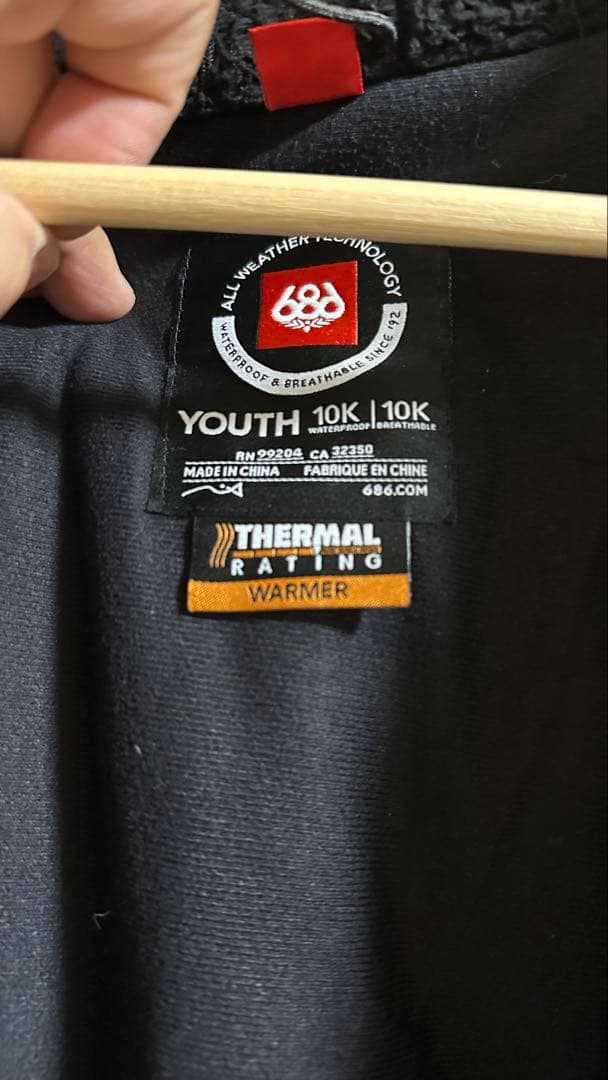 ALL WEATHER TECHNOLOGY
686
WATERPROOF & BREATHABLE SINCE 192
YOUTH 10K | 10K
WATERPROOF BREATHABLE
RN 99204 CA 32350
MADE IN CHINA FABRIQUE EN CHINE
686.COM
THERMAL
RATING
WARMER